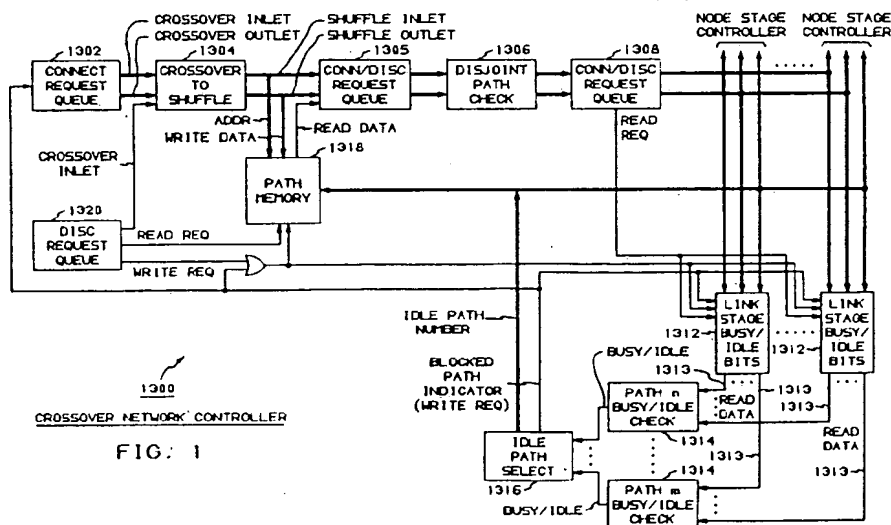 CROSSOVER INLET
CROSSOVER OUTLET
SHUFFLE INLET
SHUFFLE OUTLET
NODE STAGE
CONTROLLER
NODE STAGE
CONTROLLER
1302
CONNECT
REQUEST
QUEUE
1304
CROSSOVER
TO
SHUFFLE
1305
CONN/DISC
REQUEST
QUEUE
1306
DISJOINT
PATH
CHECK
1308
CONN/DISC
REQUEST
QUEUE
ADDR
WRITE DATA
READ DATA
READ
REQ
CROSSOVER
INLET
1318
PATH
MEMORY
1320
DISC
REQUEST
QUEUE
READ REQ
WRITE REQ
IDLE PATH
NUMBER
BLOCKED
PATH
INDICATOR
(WRITE REQ)
LINK
STAGE
BUSY/
IDLE
BITS
1312
LINK
STAGE
BUSY/
IDLE
BITS
1312
BUSY/IDLE
1313
1313
1313
READ
DATA
PATH n
BUSY/IDLE
CHECK
1314
READ
DATA
1313
1313
IDLE
PATH
SELECT
1316
1314
PATH m
BUSY/IDLE
CHECK
BUSY/IDLE
1300
CROSSOVER NETWORK CONTROLLER
FIG. 1